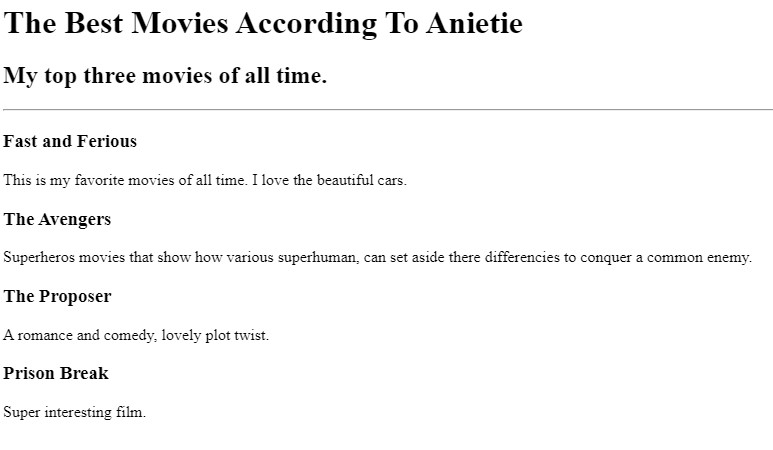 The Best Movies According To Anietie
My top three movies of all time.
Fast and Ferious
This is my favorite movies of all time. I love the beautiful cars.
The Avengers
Superheros movies that show how various superhuman, can set aside there differencies to conquer a common enemy.
The Proposer
A romance and comedy, lovely plot twist.
Prison Break
Super interesting film.